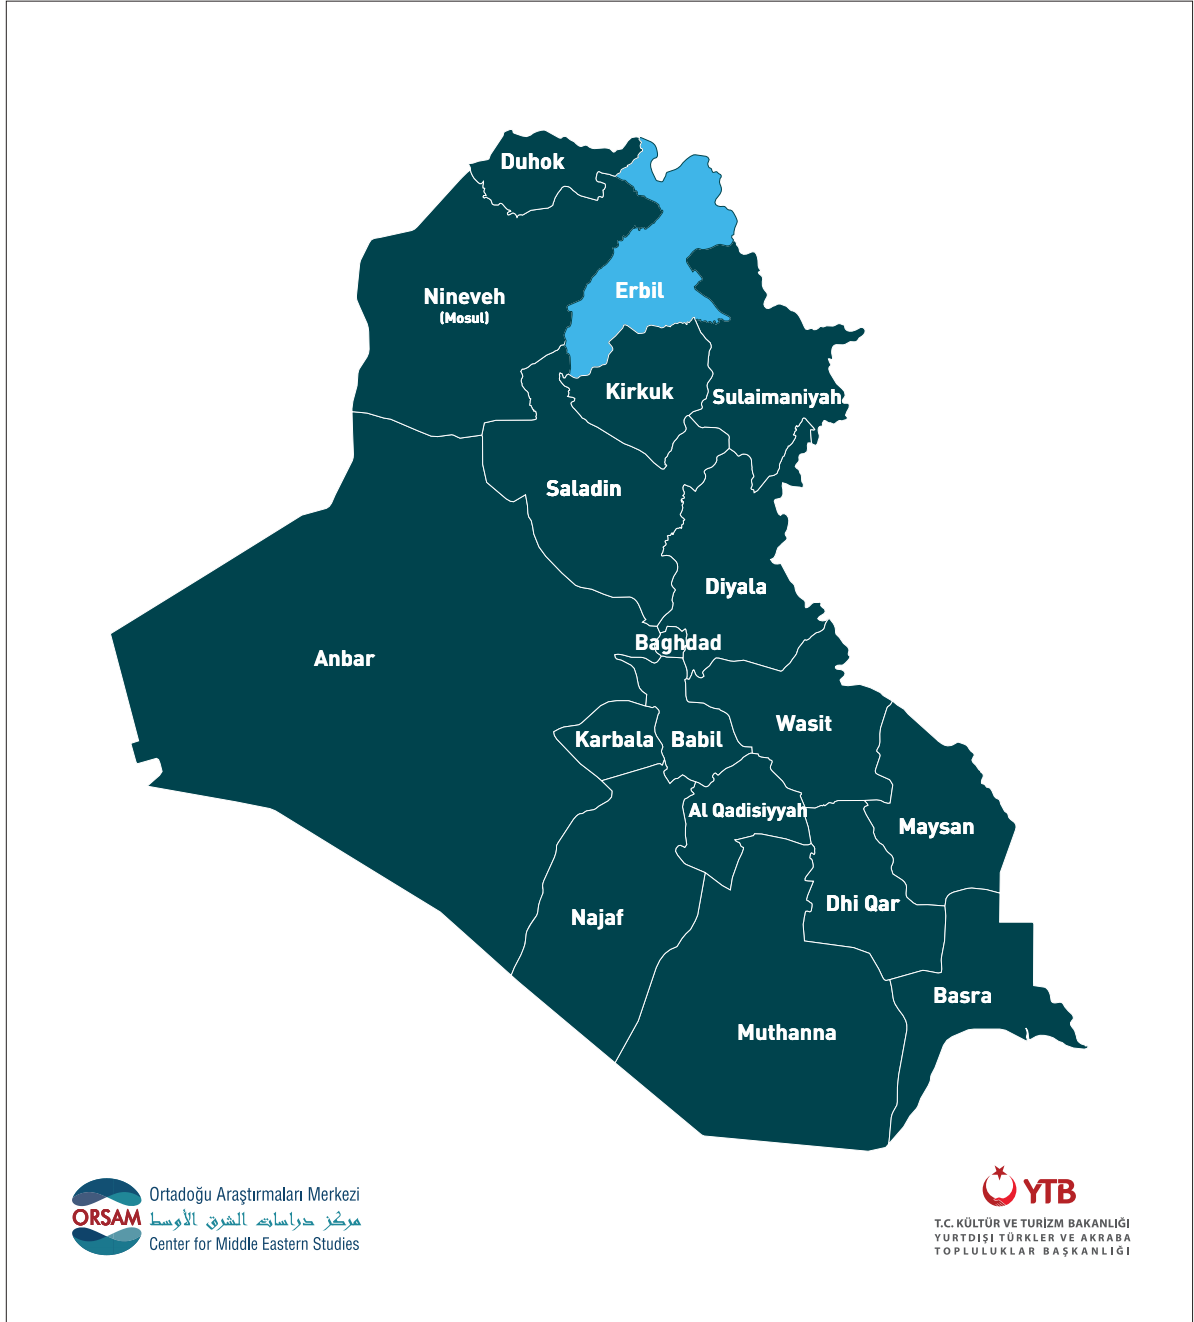 Duhok
Nineveh
(Mosul)
Erbil
Kirkuk
Sulaimaniyah
Saladin
Diyala
Baghdad
Anbar
Wasit
Karbala
Babil
Al Qadisiyyah
Maysan
Dhi Qar
Najaf
Basra
Muthanna
ORSAM
Ortadoğu Araştırmaları Merkezi
مركز دراسات الشرق الأوسط
Center for Middle Eastern Studies
YTB
T.C. KÜLTÜR VE TURİZM BAKANLIĞI
YURTDIŞI TÜRKLER VE AKRABA
TOPLULUKLAR BAŞKANLIĞI